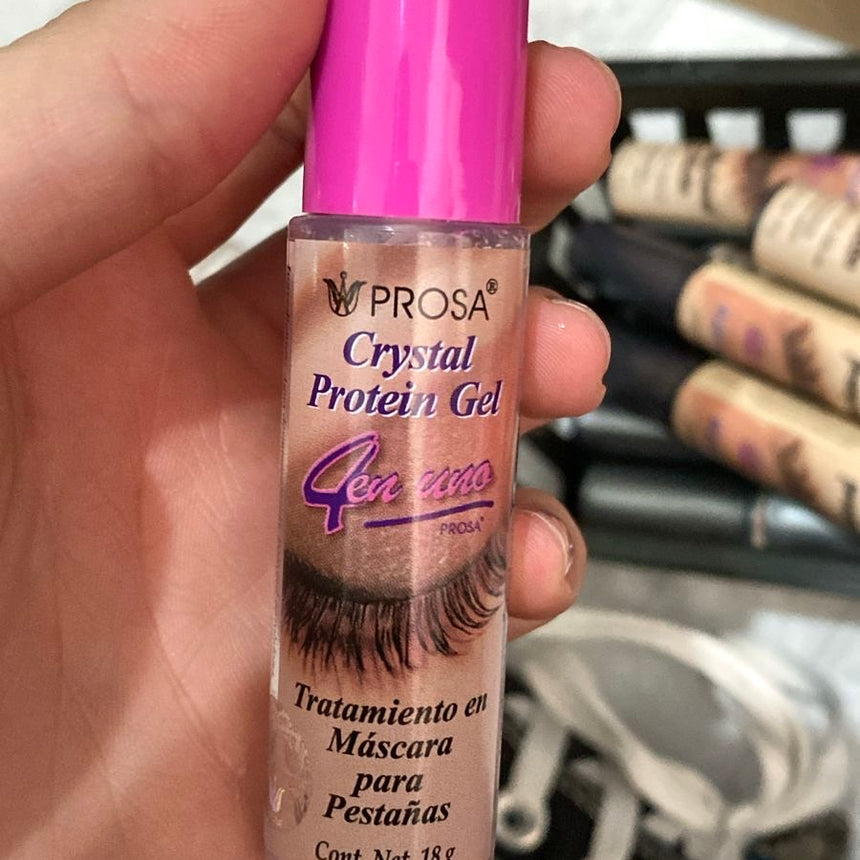 PROSA®
Crystal
Protein Gel
4en uno
PROSA®
Tratamiento en
Máscara
para
Pestañas
Cont. Net. 18 g